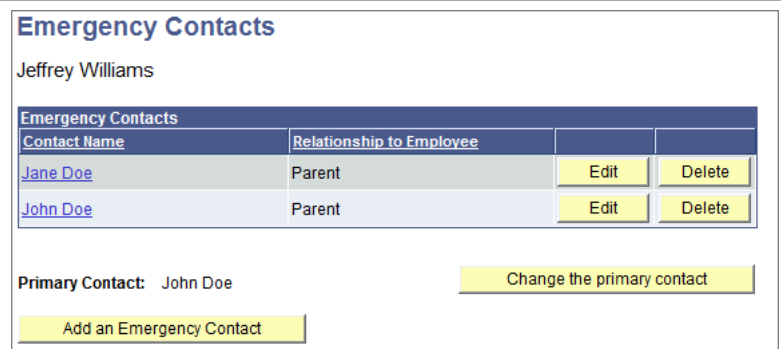 Emergency Contacts
Jeffrey Williams
Emergency Contacts
Contact Name Relationship to Employee
Jane Doe Parent Edit Delete
John Doe Parent Edit Delete
Primary Contact: John Doe Change the primary contact
Add an Emergency Contact